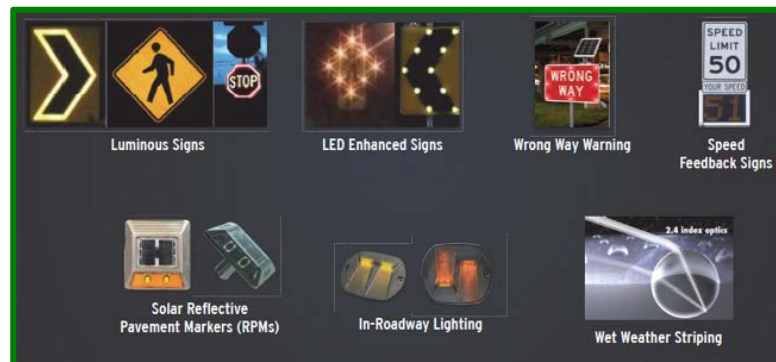 STOP
WRONG
WAY
SPEED
LIMIT
50
YOUR SPEED
51
Luminous Signs
LED Enhanced Signs
Wrong Way Warning
Speed
Feedback Signs
2.4 index optics
Solar Reflective
Pavement Markers (RPMs)
In-Roadway Lighting
Wet Weather Striping